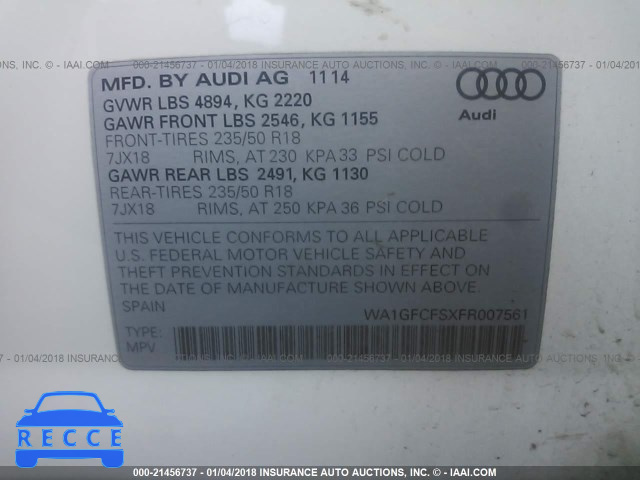 000-21456737 - 01/04/2018 INSURANCE AUTO AUCTIONS, INC. - © IAAI.COM
MFD. BY AUDI AG 1114
GVWR LBS 4894, KG 2220
GAWR FRONT LBS 2546, KG 1155
FRONT-TIRES 235/50 R18
7JX18 RIMS, AT 230 KPA 33 PSI COLD
GAWR REAR LBS 2491, KG 1130
REAR-TIRES 235/50 R18
7JX18 RIMS, AT 250 KPA 36 PSI COLD
Audi
THIS VEHICLE CONFORMS TO ALL APPLICABLE
U.S. FEDERAL MOTOR VEHICLE SAFETY AND
THEFT PREVENTION STANDARDS IN EFFECT ON
THE DATE OF MANUFACTURE SHOWN ABOVE.
SPAIN
WA1GFCFSXFR007561
TYPE:
MPV
RECCE
000-21456737 - 01/04/2018 INSURANCE AUTO AUCTIONS, INC. - © IAAI.COM